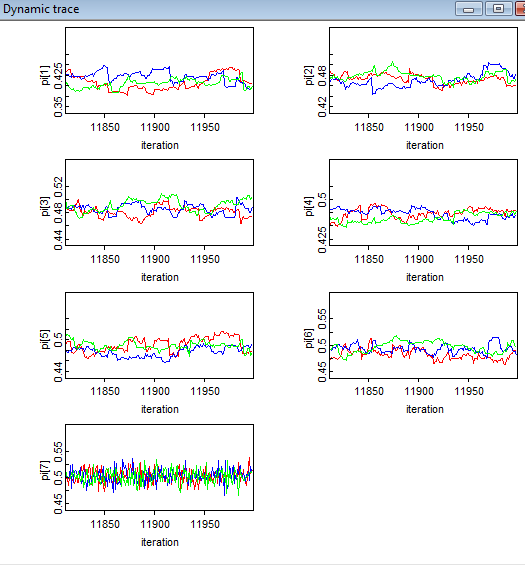 Dynamic trace
pi[1]
0.35 0.425
11850 11900 11950
iteration
pi[2]
0.42 0.48
11850 11900 11950
iteration
pi[3]
0.44 0.48 0.52
11850 11900 11950
iteration
pi[4]
0.425 0.5
11850 11900 11950
iteration
pi[5]
0.44 0.5
11850 11900 11950
iteration
pi[6]
0.45 0.5 0.55
11850 11900 11950
iteration
pi[7]
0.45 0.5 0.55
11850 11900 11950
iteration